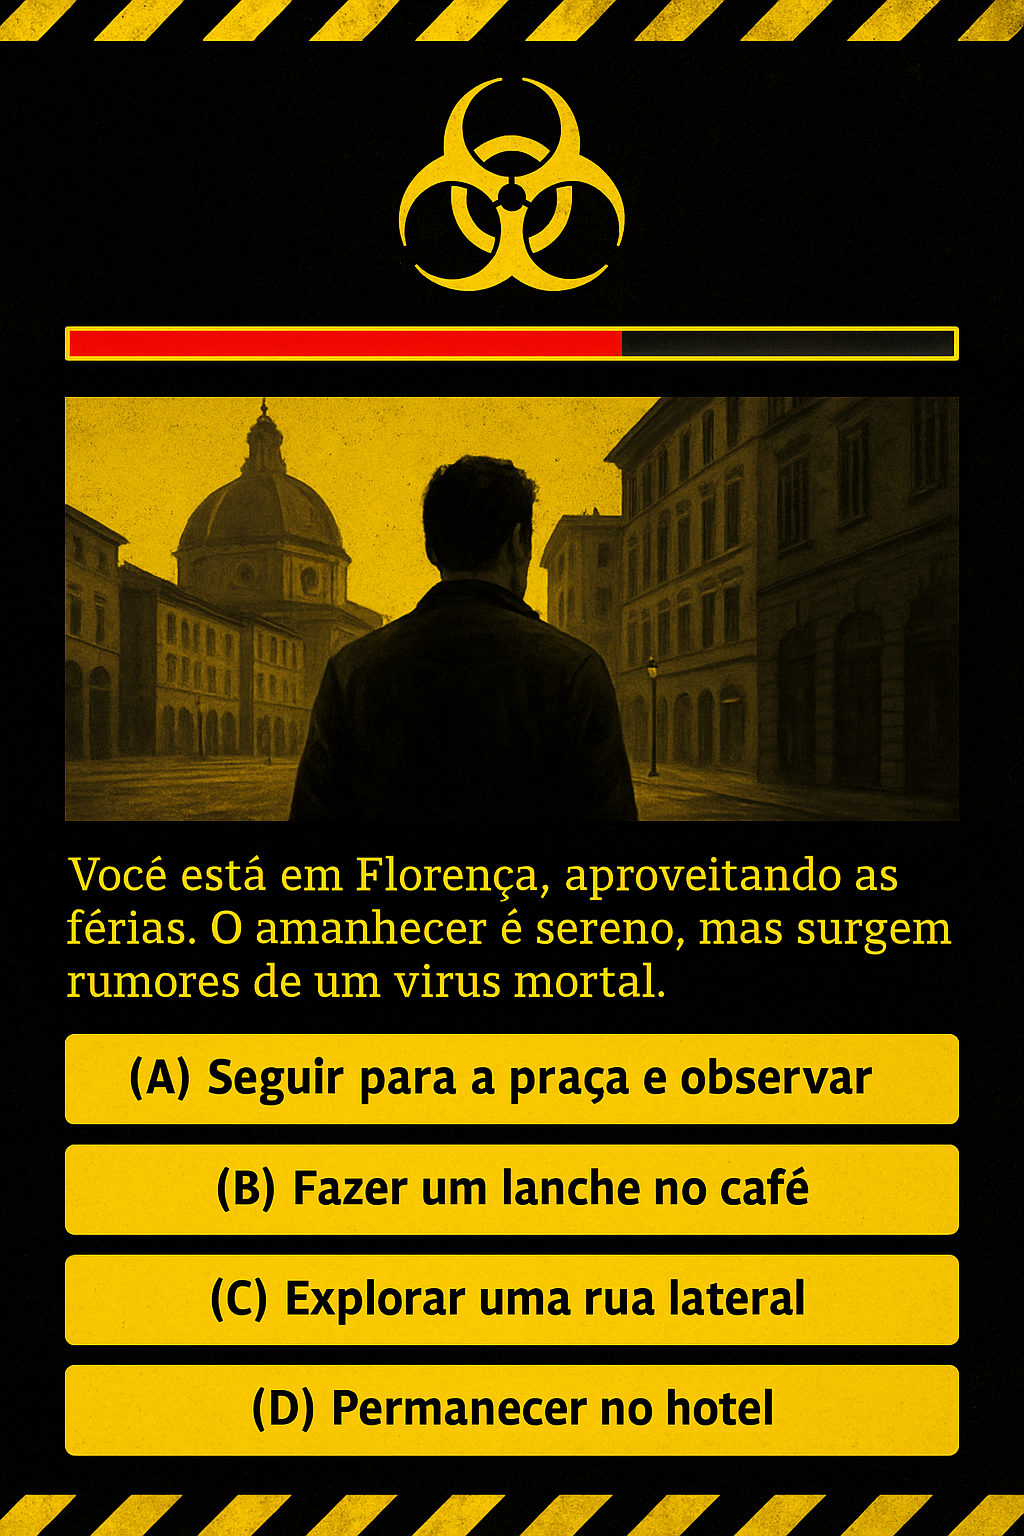 Vocé está em Florença, aproveitando as
férias. O amanhecer é sereno, mas surgem
rumores de um virus mortal.
(A) Seguir para a praça e observar
(B) Fazer um lanche no café
(C) Explorar uma rua lateral
(D) Permanecer no hotel